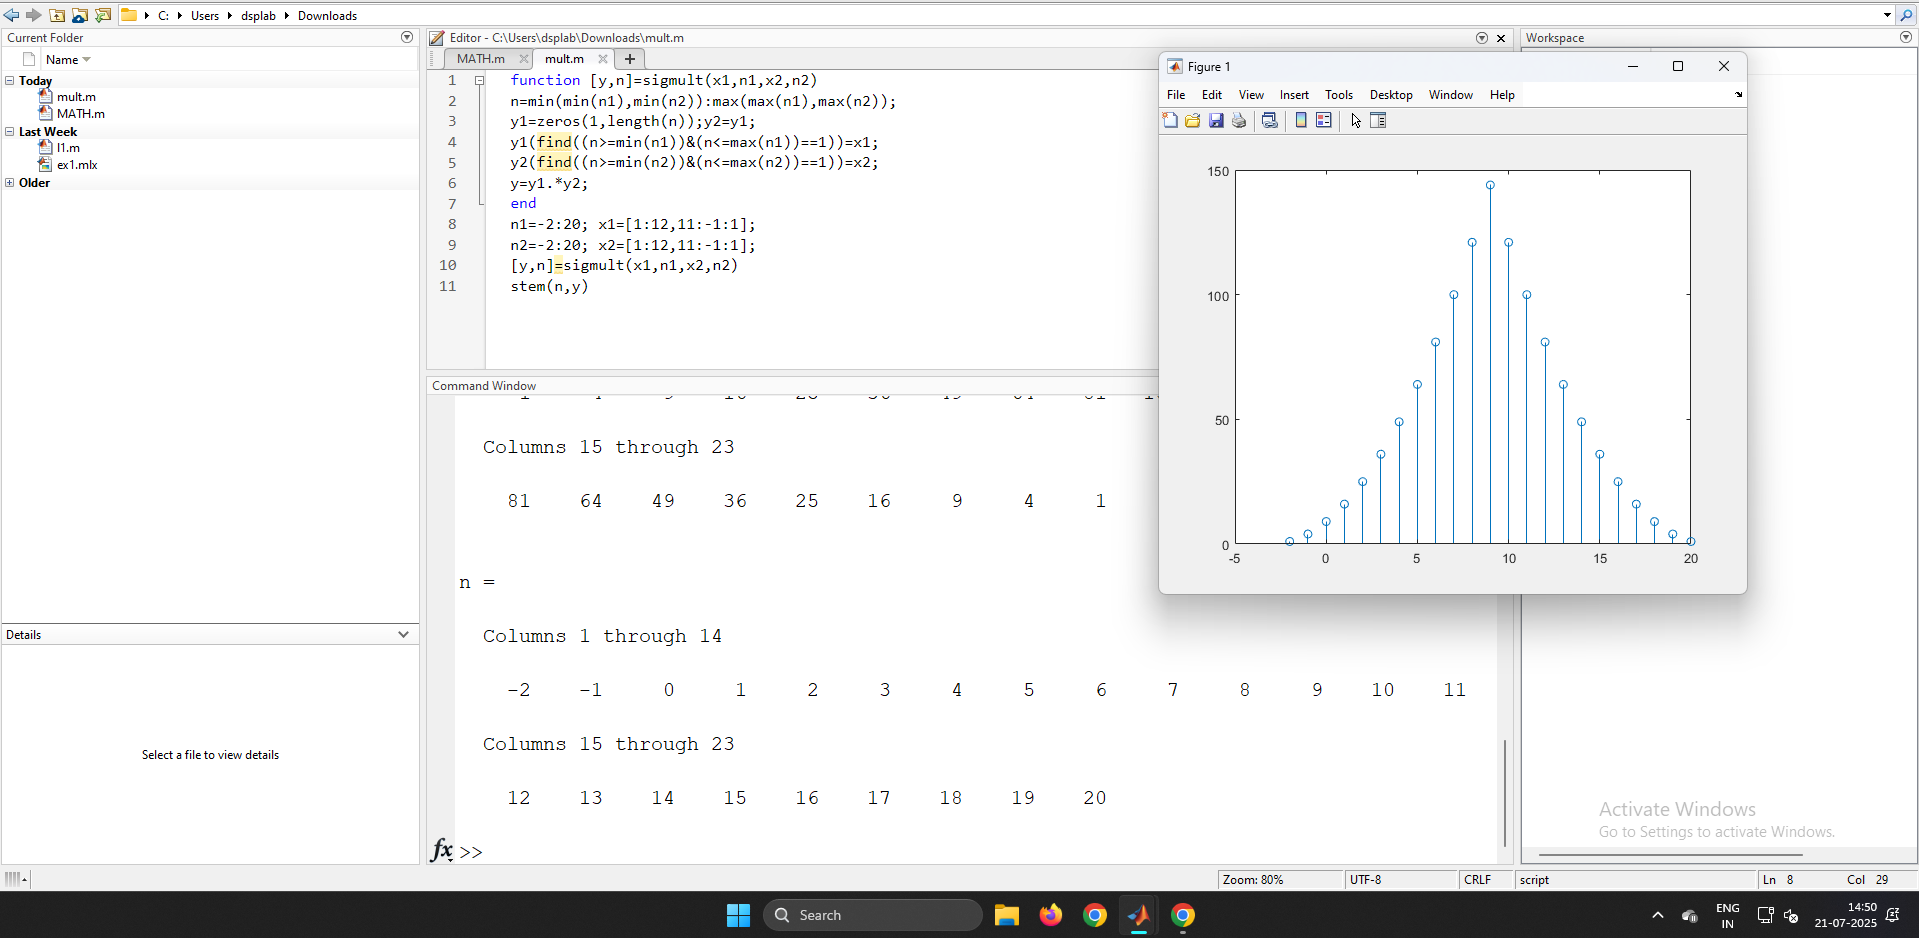 C: Users dsplab Downloads
Current Folder
Name
Today
mult.m
MATH.m
Last Week
l1.m
ex1.mlx
Older
Details
Select a file to view details
Editor - C:\Users\dsplab\Downloads\mult.m
MATH.m mult.m
1 function [y,n]=sigmult(x1,n1,x2,n2)
2 n=min(min(n1),min(n2)):max(max(n1),max(n2));
3 y1=zeros(1,length(n));y2=y1;
4 y1(find((n>=min(n1))&(n<=max(n1))==1))=x1;
5 y2(find((n>=min(n2))&(n<=max(n2))==1))=x2;
6 y=y1.*y2;
7 end
8 n1=-2:20; x1=[1:12,11:-1:1];
9 n2=-2:20; x2=[1:12,11:-1:1];
10 [y,n]=sigmult(x1,n1,x2,n2)
11 stem(n,y)
Command Window
Columns 15 through 23
81 64 49 36 25 16 9 4 1
n =
Columns 1 through 14
-2 -1 0 1 2 3 4 5 6 7 8 9 10 11
Columns 15 through 23
12 13 14 15 16 17 18 19 20
fx >>
Workspace
Figure 1
File Edit View Insert Tools Desktop Window Help
150
100
50
0
-5 0 5 10 15 20
Activate Windows
Go to Settings to activate Windows.
Zoom: 80% UTF-8 CRLF script Ln 8 Col 29
Search
ENG
IN
14:50
21-07-2025